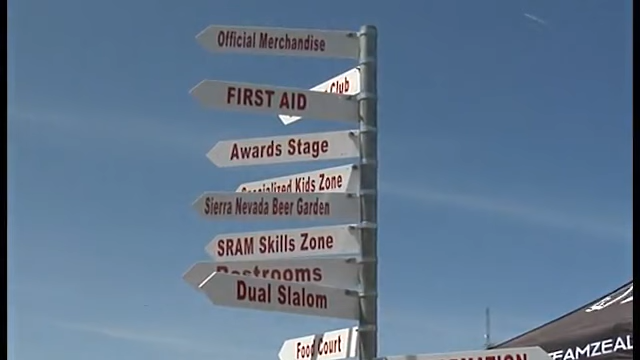 Official Merchandise
Club
FIRST AID
Awards Stage
Specialized Kids Zone
Sierra Nevada Beer Garden
SRAM Skills Zone
Restrooms
Dual Slalom
Food Court